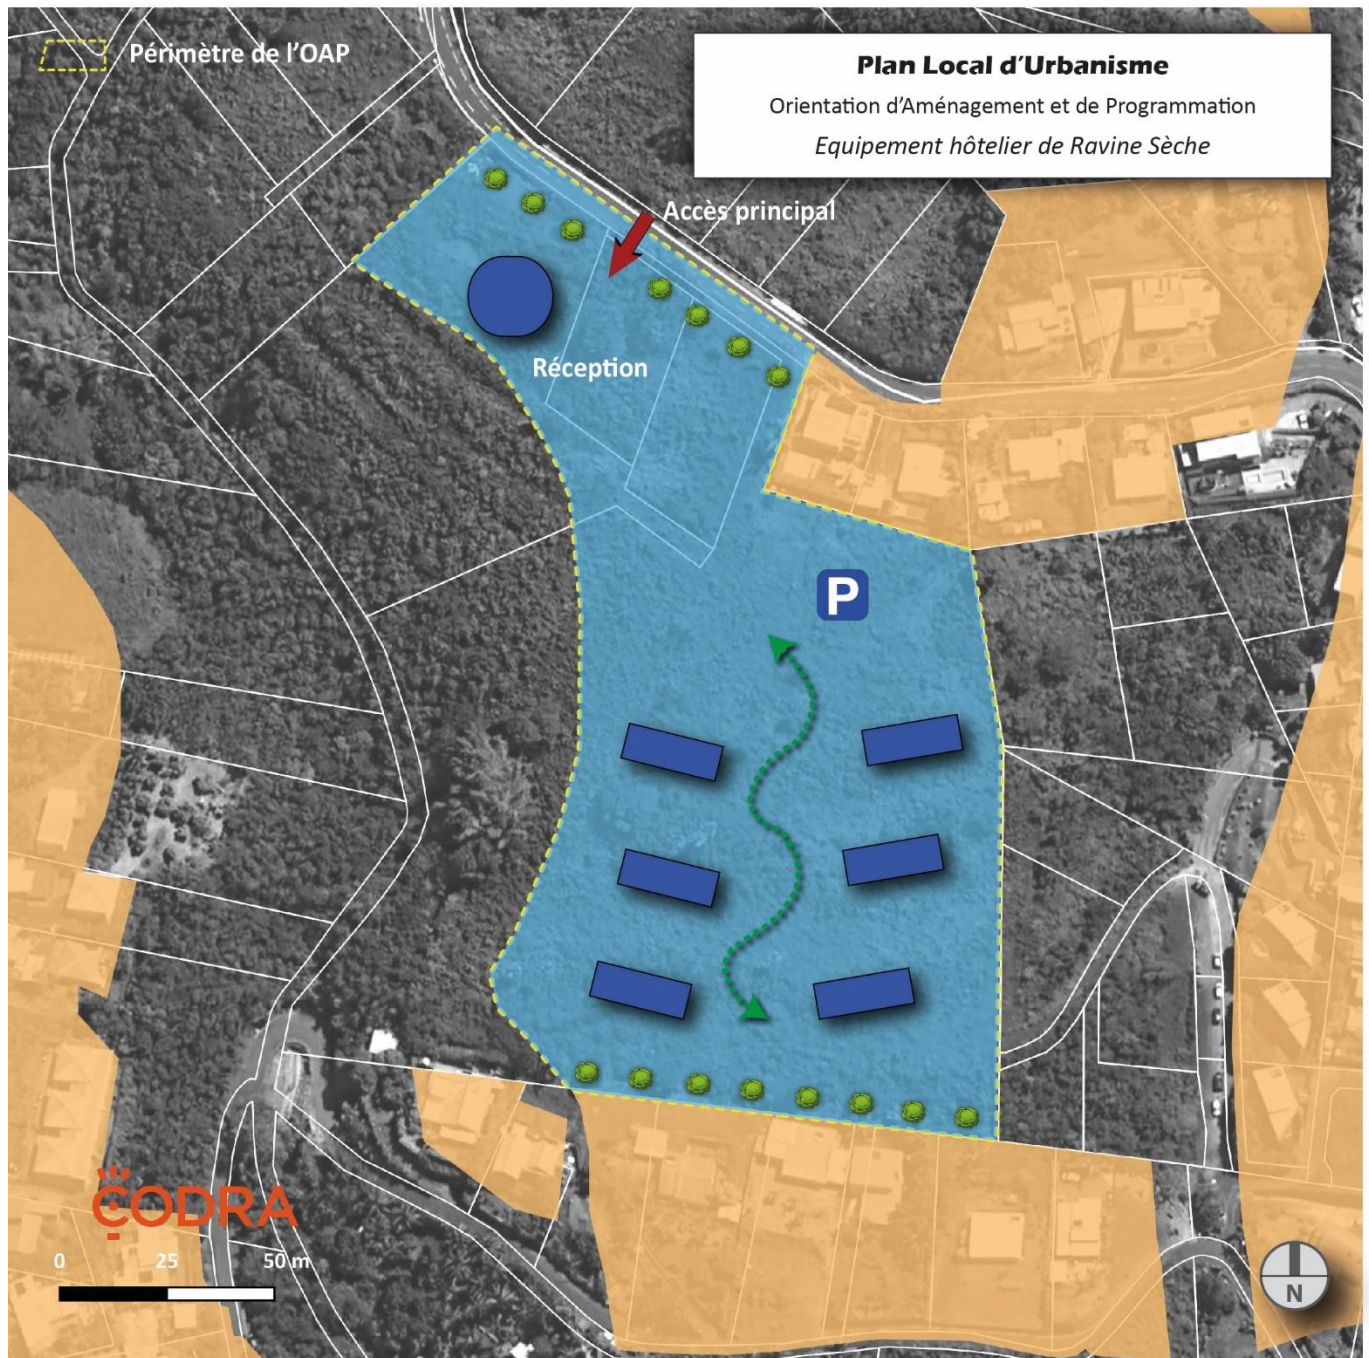 Périmètre de l'OAP
Plan Local d'Urbanisme
Orientation d'Aménagement et de Programmation
Equipement hôtelier de Ravine Sèche
Accès principal
Réception
P
CODRA
0 25 50 m
N